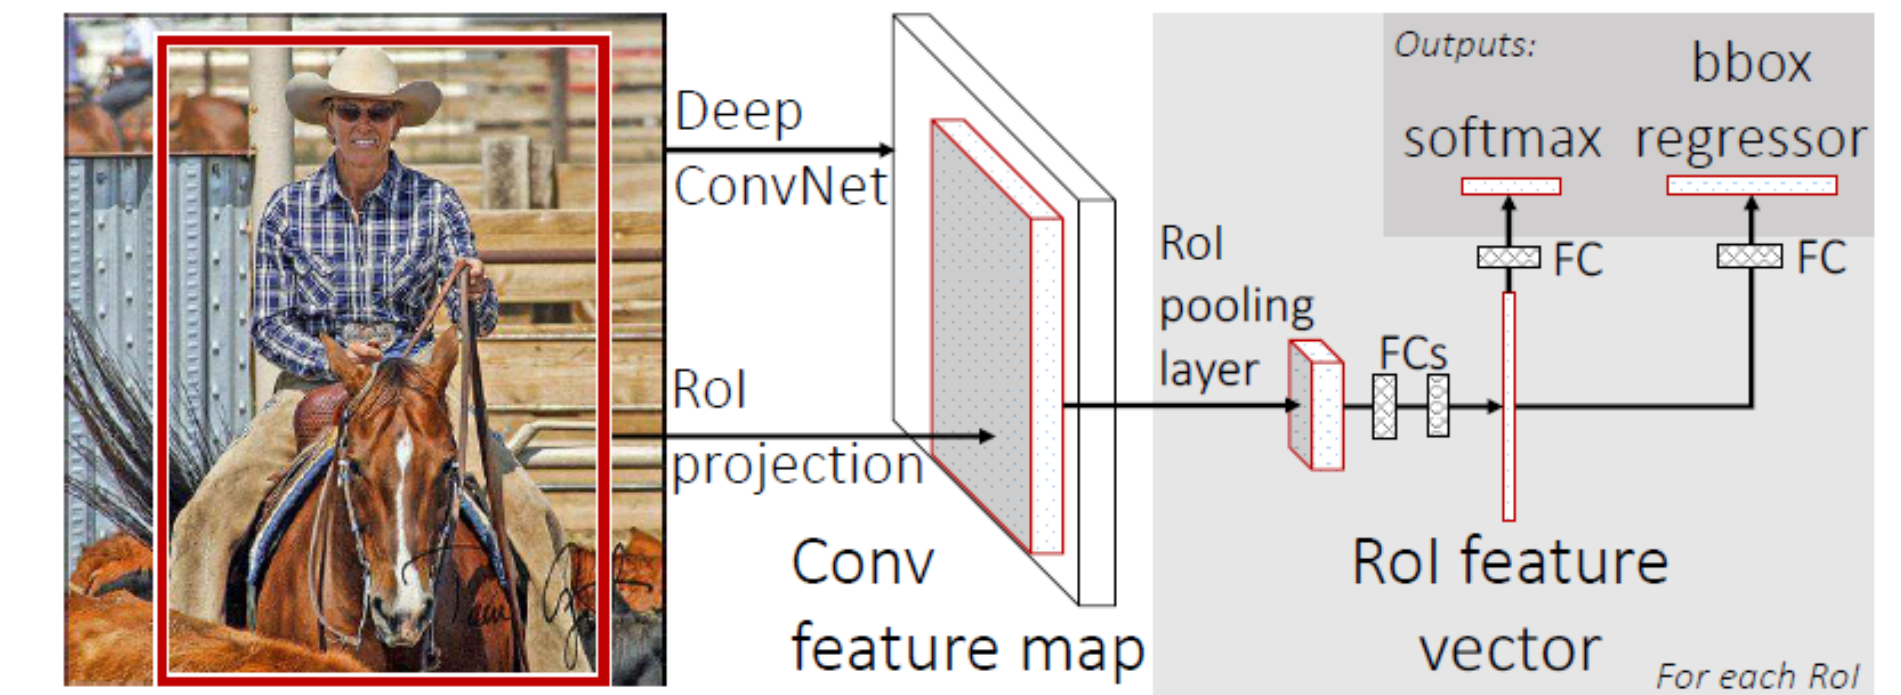 Deep
ConvNet
RoI
projection
Conv
feature map
RoI
pooling
layer
FCs
Outputs:
softmax
bbox
regressor
FC
FC
RoI feature
vector
For each RoI